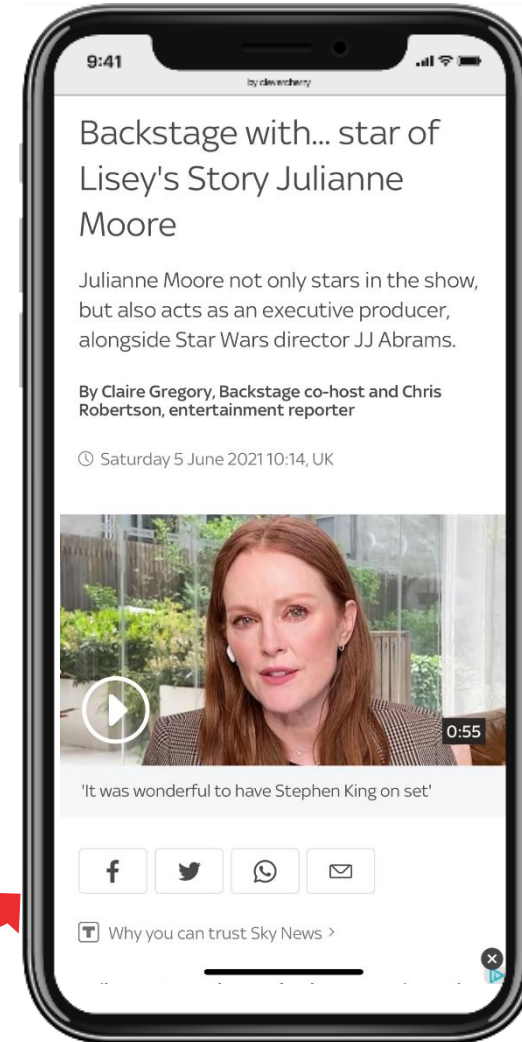 9:41
by clevercherry
Backstage with... star of
Lisey's Story Julianne
Moore
Julianne Moore not only stars in the show,
but also acts as an executive producer,
alongside Star Wars director JJ Abrams.
By Claire Gregory, Backstage co-host and Chris
Robertson, entertainment reporter
Saturday 5 June 2021 10:14, UK
0:55
'It was wonderful to have Stephen King on set'
T Why you can trust Sky News >